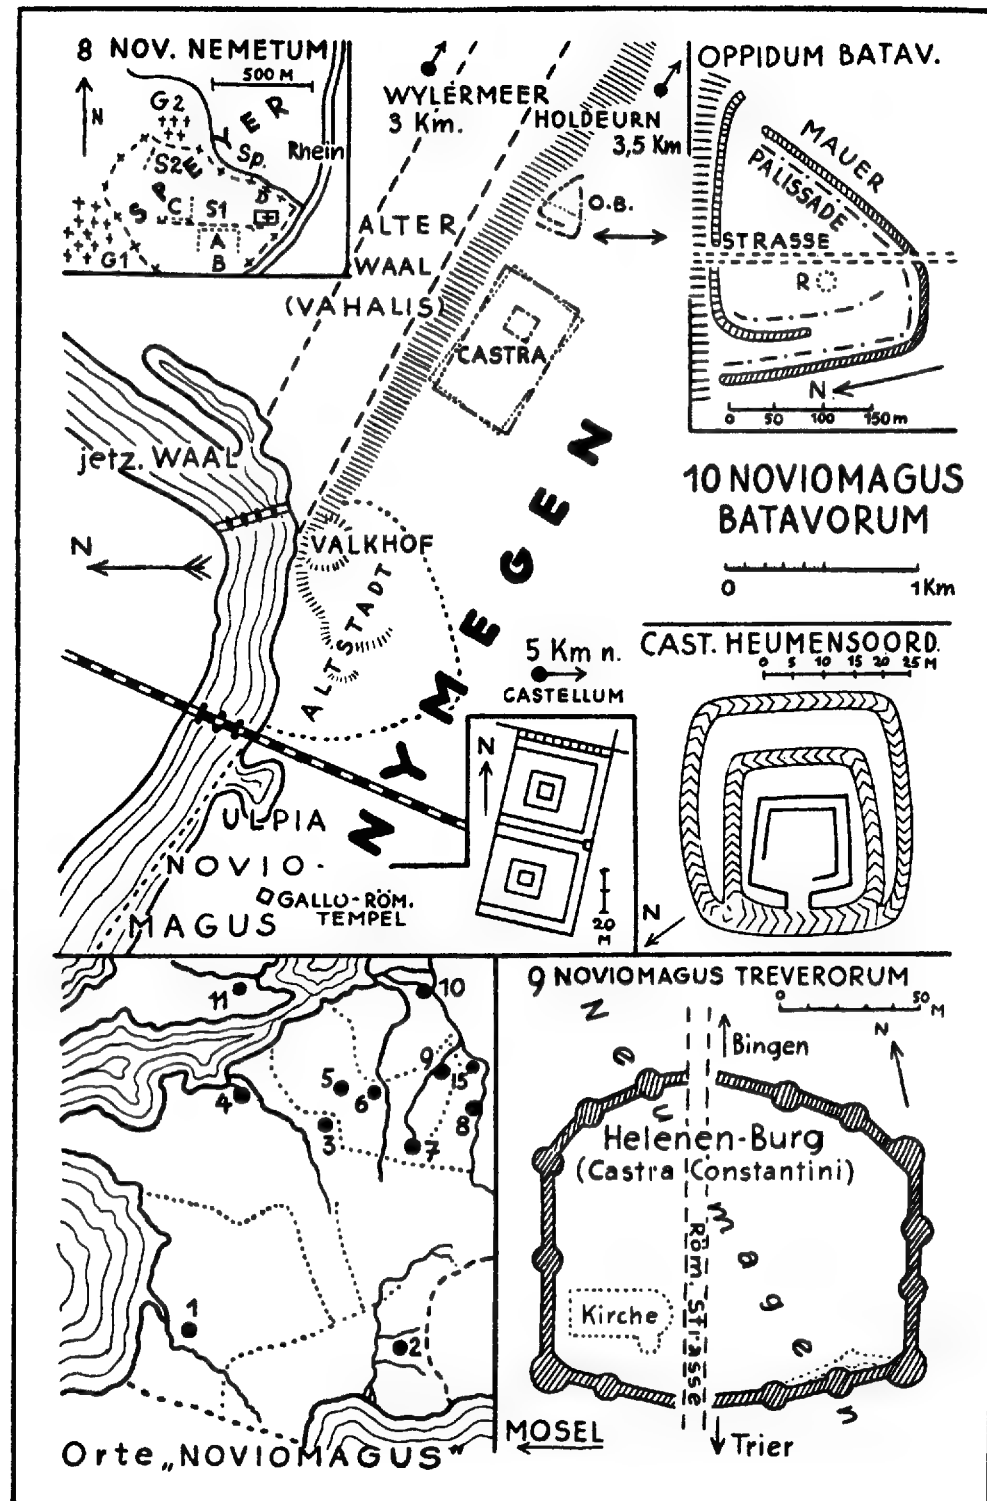 8 NOV. NEMETUM
500 M
N
G2
SPEYER
Sp.
Rhein
S2
C
S1
D
A
B
G1
WYLERMEER
3 Km.
HOLDEURN
3,5 Km
O.B.
ALTER
WAAL
(VAHALIS)
CASTRA
OPPIDUM BATAV.
MAUER
PALISSADE
STRASSE
R
N
0 50 100 150 m
jetz. WAAL
N
VALKHOF
ALTSTADT
NYMEGEN
10 NOVIOMAGUS
BATAVORUM
0 1 Km
5 Km n.
CASTELLUM
CAST. HEUMENSOORD.
0 5 10 15 20 25 M
N
ULPIA
NOVIO-
MAGUS
GALLO-RÖM.
TEMPEL
N
20
M
11
10
9
15
5
6
4
3
7
8
1
2
Orte „NOVIOMAGUS“
9 NOVIOMAGUS TREVERORUM
0 50 M
N
Bingen
Neumagen
Helenen-Burg
(Castra Constantini)
Röm. Strasse
Kirche
MOSEL
Trier